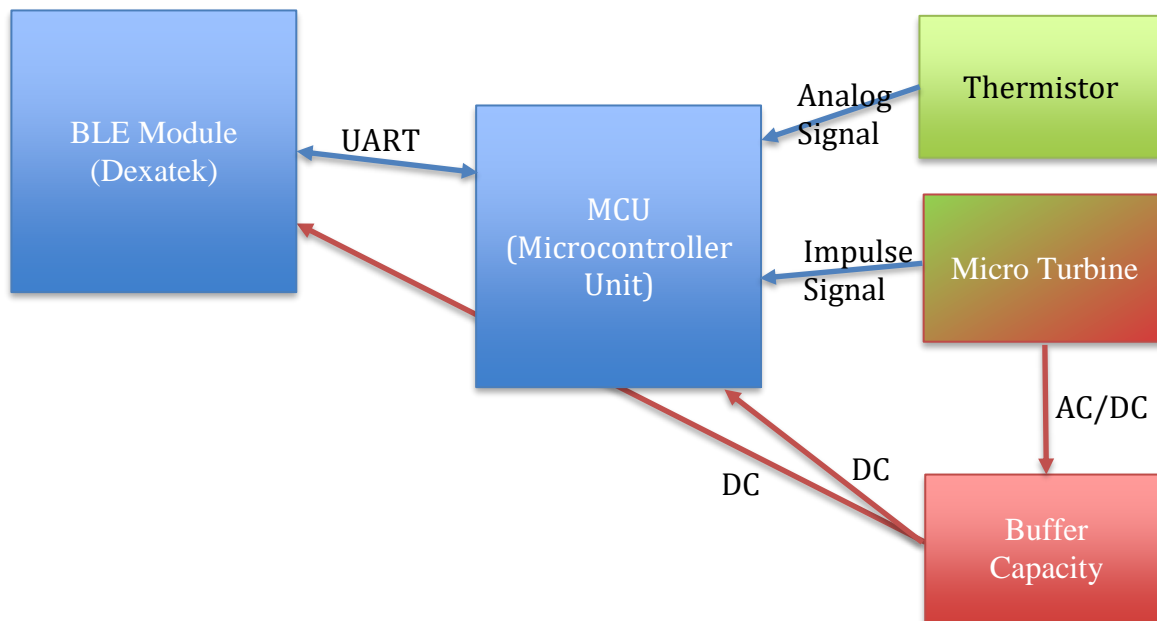 BLE Module
(Dexatek)
UART
MCU
(Microcontroller
Unit)
Analog
Signal
Thermistor
Impulse
Signal
Micro Turbine
AC/DC
DC
DC
Buffer
Capacity